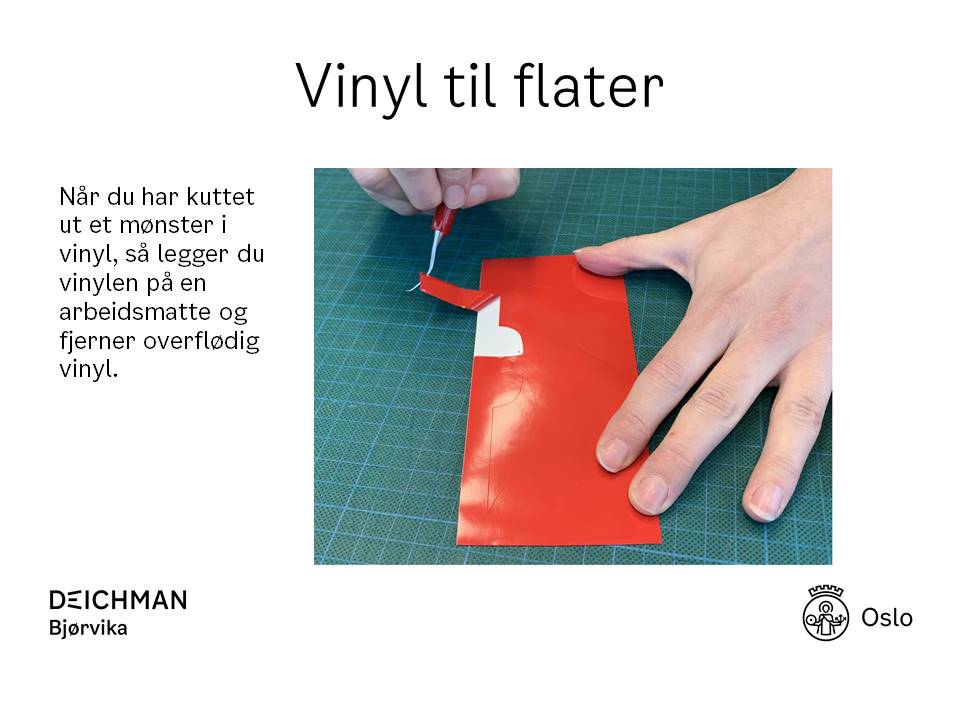 Vinyl til flater
Når du har kuttet
ut et mønster i
vinyl, så legger du
vinylen på en
arbeidsmatte og
fjerner overflødig
vinyl.
DEICHMAN
Bjørvika
Oslo